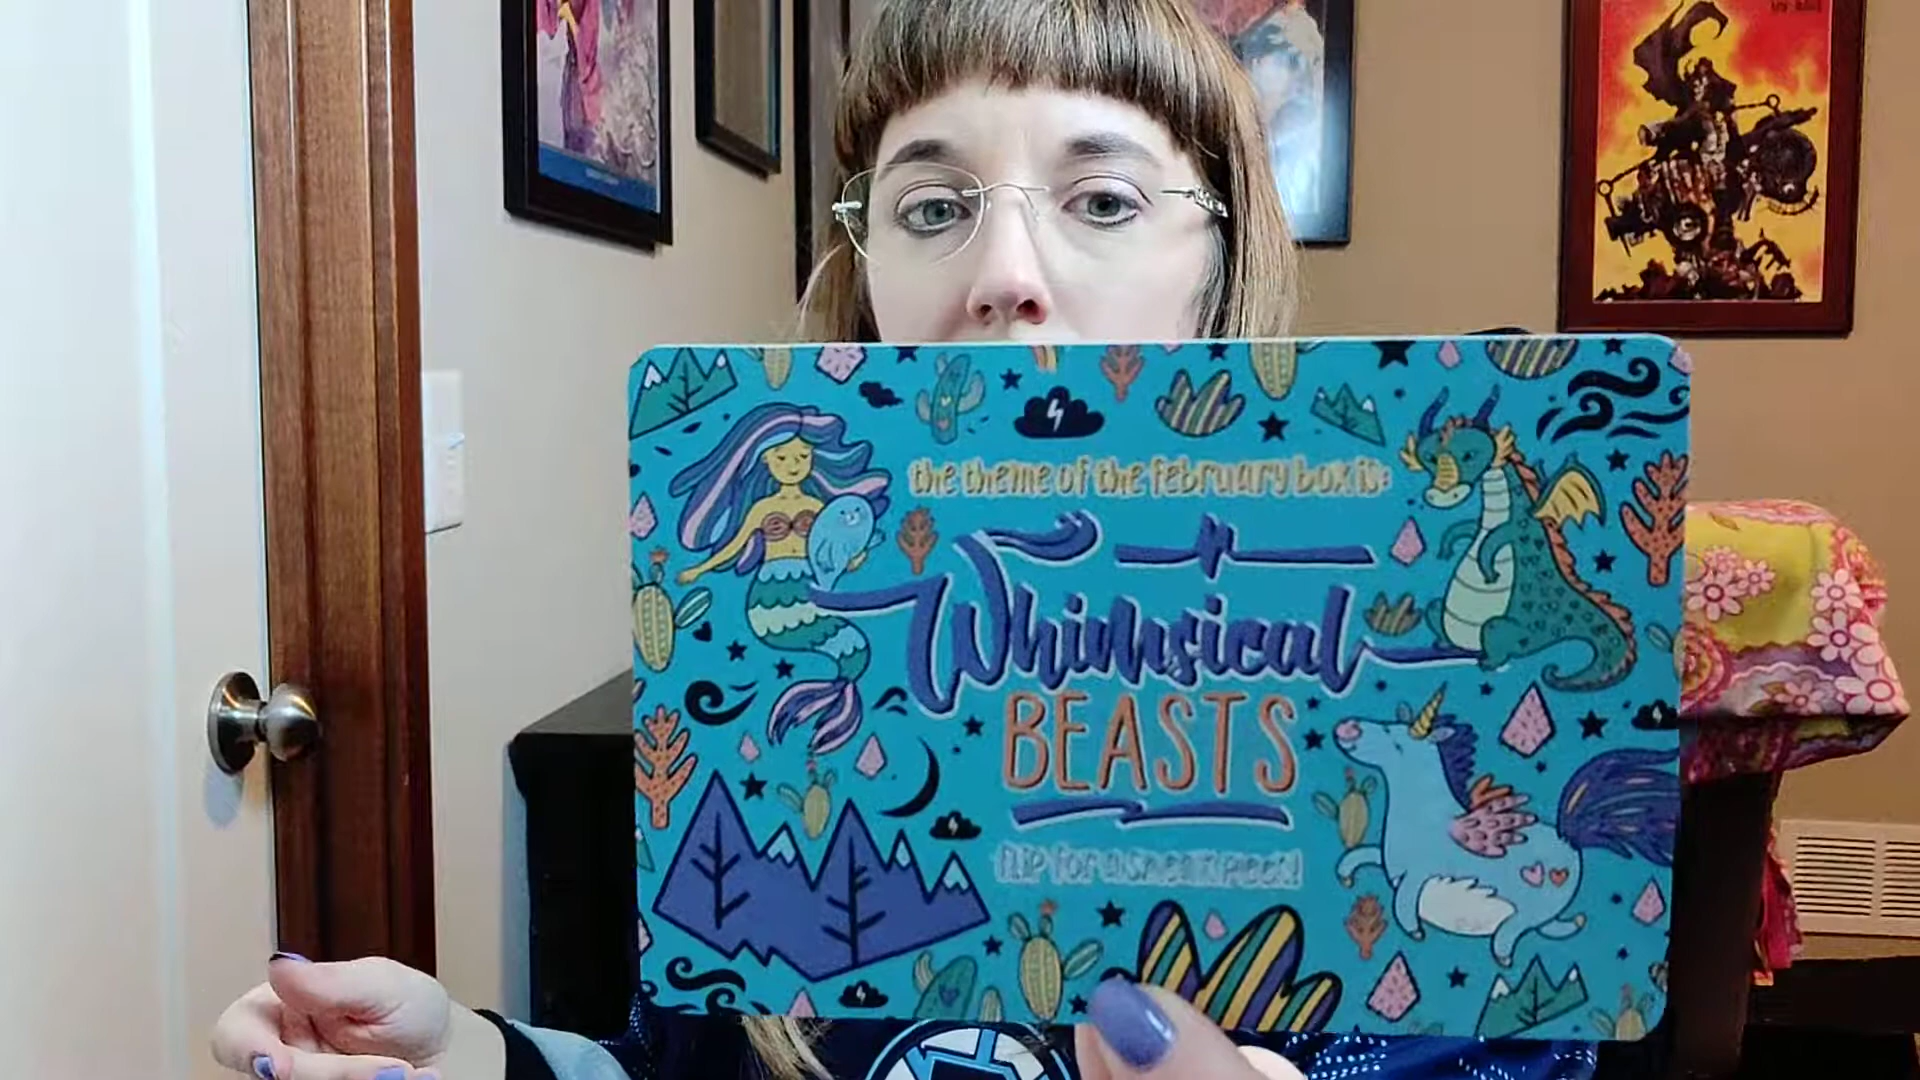 the theme of the february box is:
Whimsical
BEASTS
flip for a sneak peek!